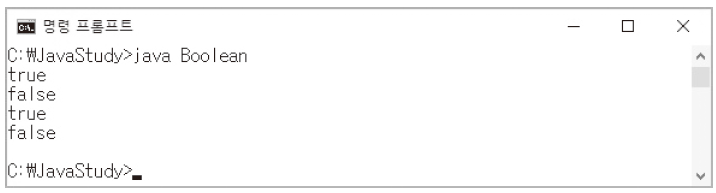 명령 프롬프트
C:₩JavaStudy>java Boolean
true
false
true
false
C:₩JavaStudy>